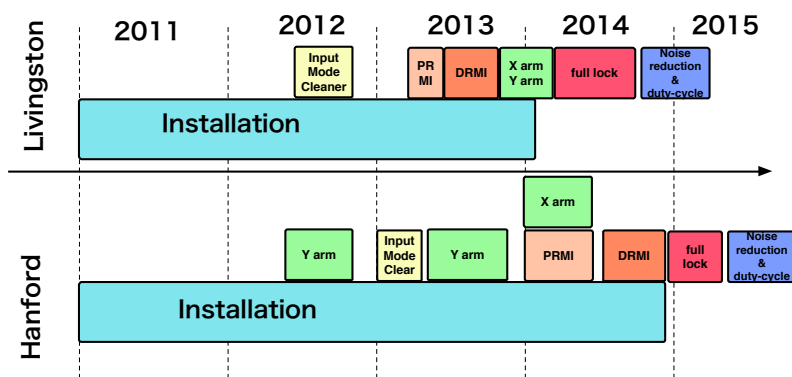 2011
2012
2013
2014
2015
Livingston
Input
Mode
Cleaner
PR
MI
DRMI
X arm
Y arm
full lock
Noise
reduction
&
duty-cycle
Installation
Hanford
X arm
Y arm
Input
Mode
Clear
Y arm
PRMI
DRMI
full
lock
Noise
reduction
&
duty-cycle
Installation